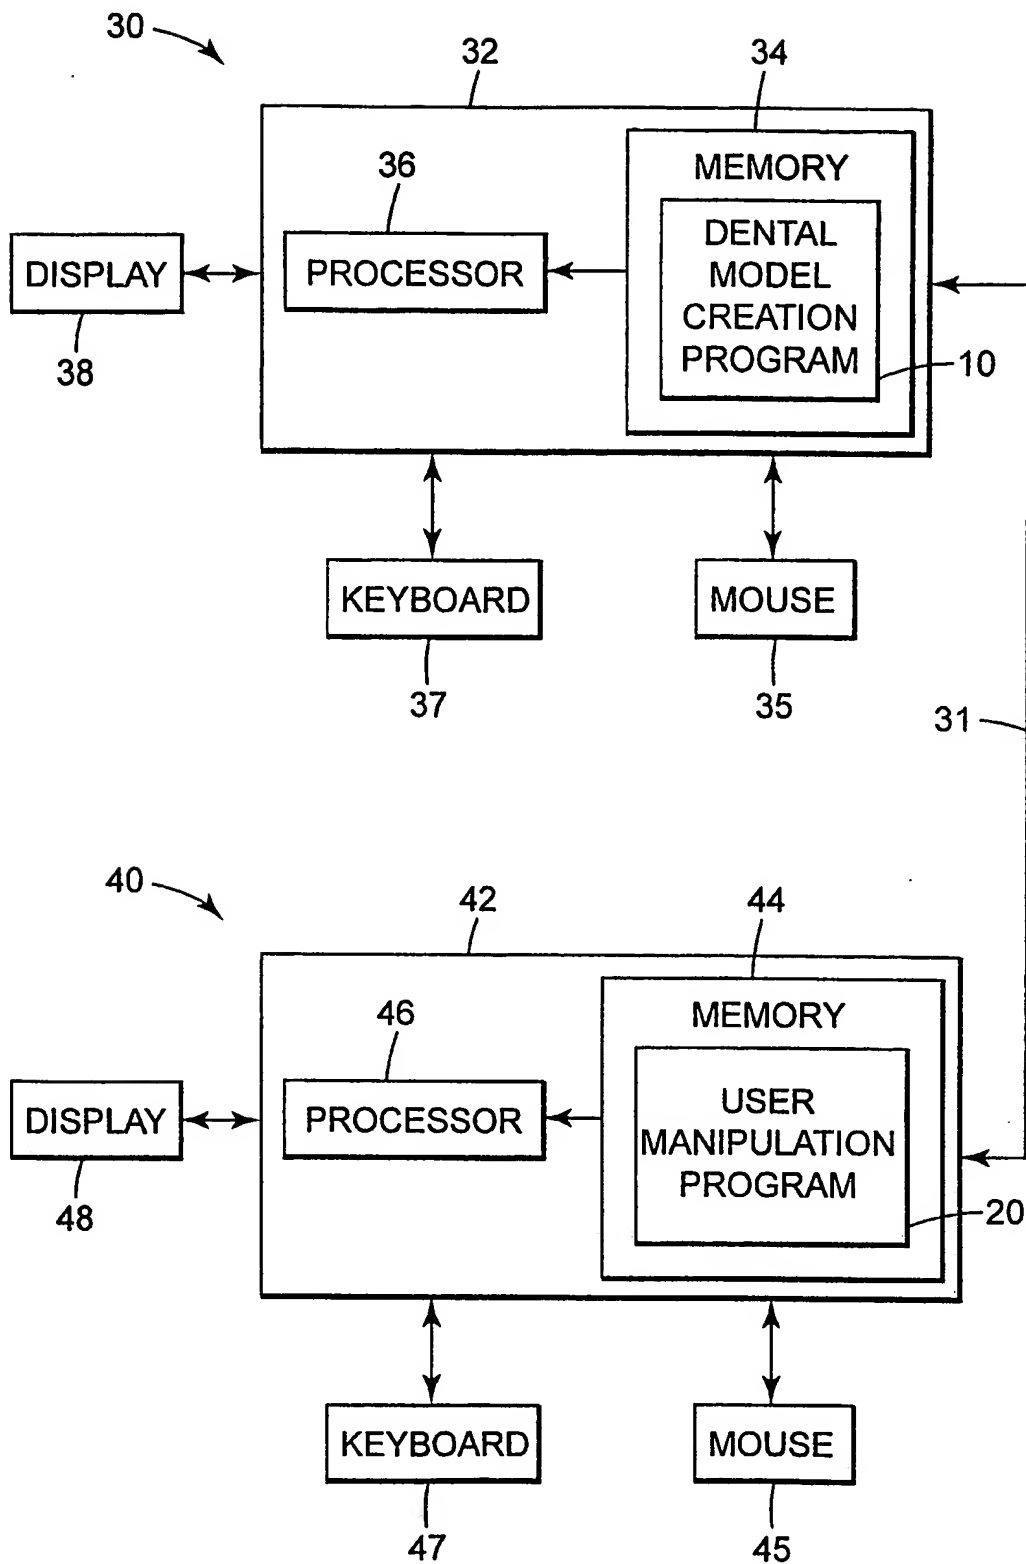 30
32
34
MEMORY
36
DENTAL
MODEL
CREATION
PROGRAM
DISPLAY
PROCESSOR
38
10
KEYBOARD
MOUSE
37
35
31
40
42
44
MEMORY
46
USER
MANIPULATION
PROGRAM
DISPLAY
PROCESSOR
48
20
KEYBOARD
MOUSE
47
45